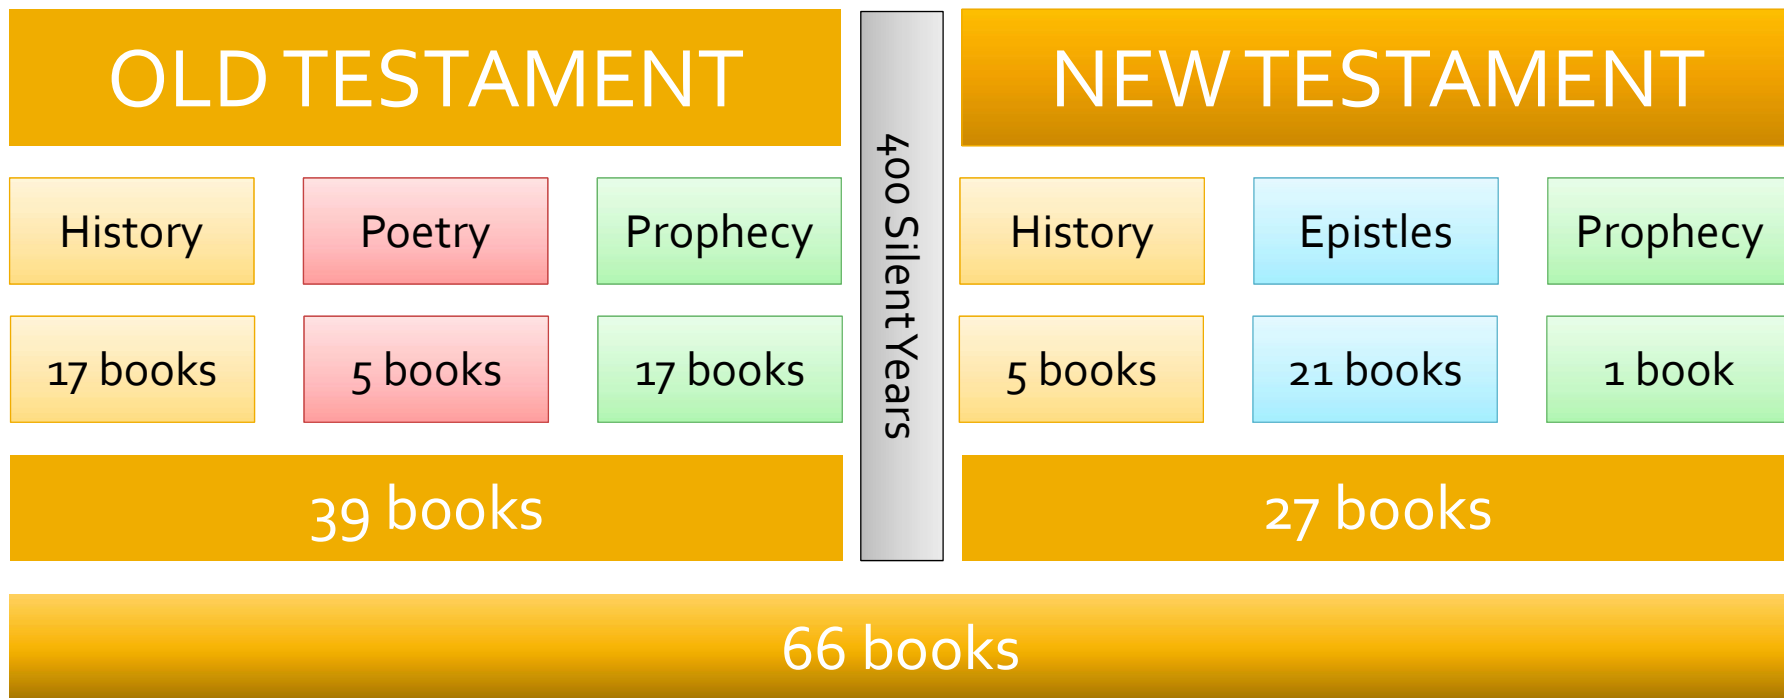 OLD TESTAMENT
History
Poetry
Prophecy
17 books
5 books
17 books
39 books
400 Silent Years
NEW TESTAMENT
History
Epistles
Prophecy
5 books
21 books
1 book
27 books
66 books